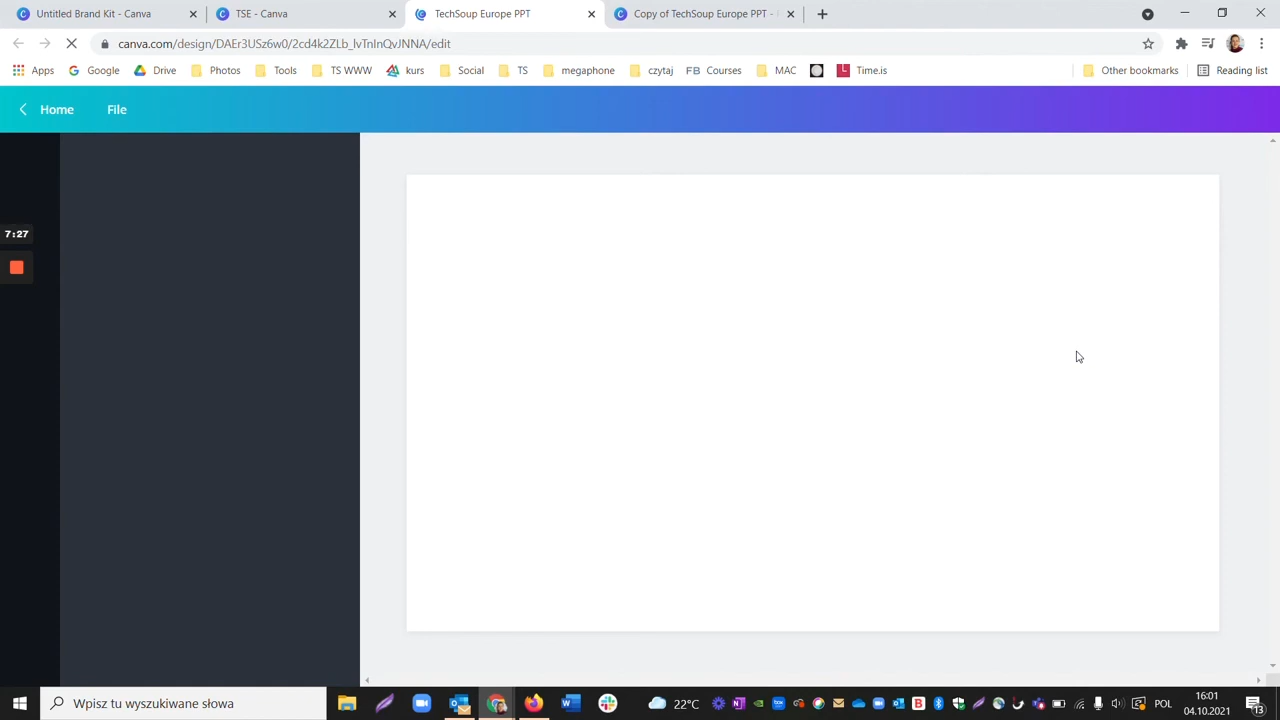 Untitled Brand Kit - Canva
TSE - Canva
TechSoup Europe PPT
Copy of TechSoup Europe PPT -
canva.com/design/DAEr3USz6w0/2cd4k2ZLb_lvTnInQvJNNA/edit
Apps Google Drive Photos Tools TS WWW kurs Social TS megaphone czytaj FB Courses MAC Time.is Other bookmarks Reading list
Home File
7:27
Wpisz tu wyszukiwane słowa
22°C
POL
16:01
04.10.2021
13